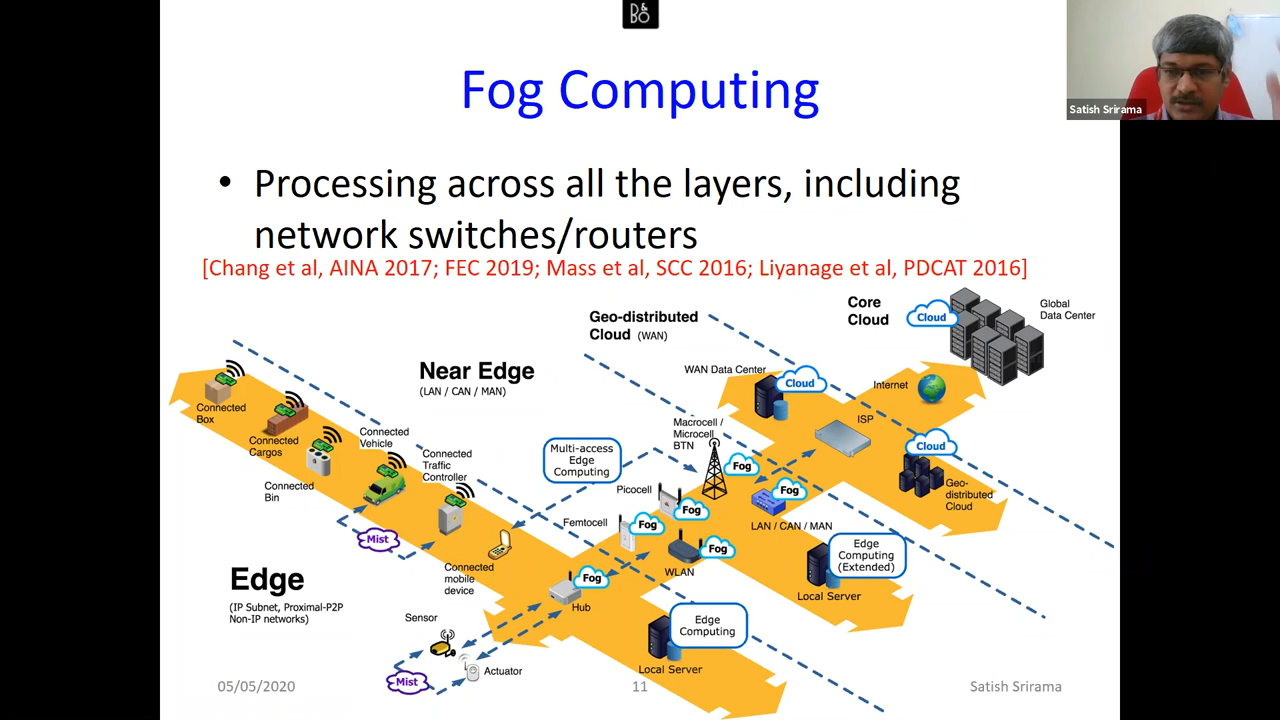 B&O
Satish Srirama
Fog Computing
• Processing across all the layers, including
network switches/routers
[Chang et al, AINA 2017; FEC 2019; Mass et al, SCC 2016; Liyanage et al, PDCAT 2016]
Core
Cloud
Cloud
Global
Data Center
Geo-distributed
Cloud (WAN)
Near Edge
(LAN / CAN / MAN)
WAN Data Center
Cloud
Internet
Connected
Box
Connected
Cargos
Connected
Bin
Connected
Vehicle
Connected
Traffic
Controller
Multi-access
Edge
Computing
Macrocell /
Microcell
BTN
ISP
Fog
Cloud
Geo-
distributed
Cloud
Picocell
Fog
Fog
LAN / CAN / MAN
Femtocell
Fog
Fog
WLAN
Mist
Connected
mobile
device
Edge
Computing
(Extended)
Local Server
Edge
(IP Subnet, Proximal-P2P
Non-IP networks)
Fog
Hub
Sensor
Edge
Computing
Local Server
Mist
Actuator
05/05/2020
11
Satish Srirama